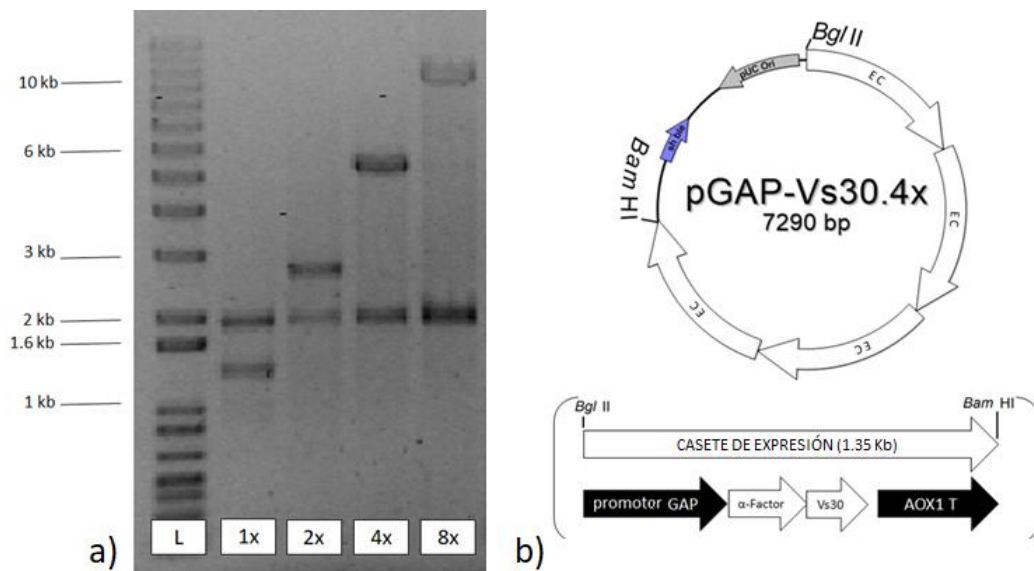 10 kb
6 kb
3 kb
2 kb
1.6 kb
1 kb
L 1x 2x 4x 8x
a)
Bgl II
pUC Ori
EC
sh ble
EC
Bam HI
pGAP-Vs30.4x
7290 bp
EC
EC
Bgl II Bam HI
CASETE DE EXPRESIÓN (1.35 Kb)
promotor GAP α-Factor Vs30 AOX1 T
b)